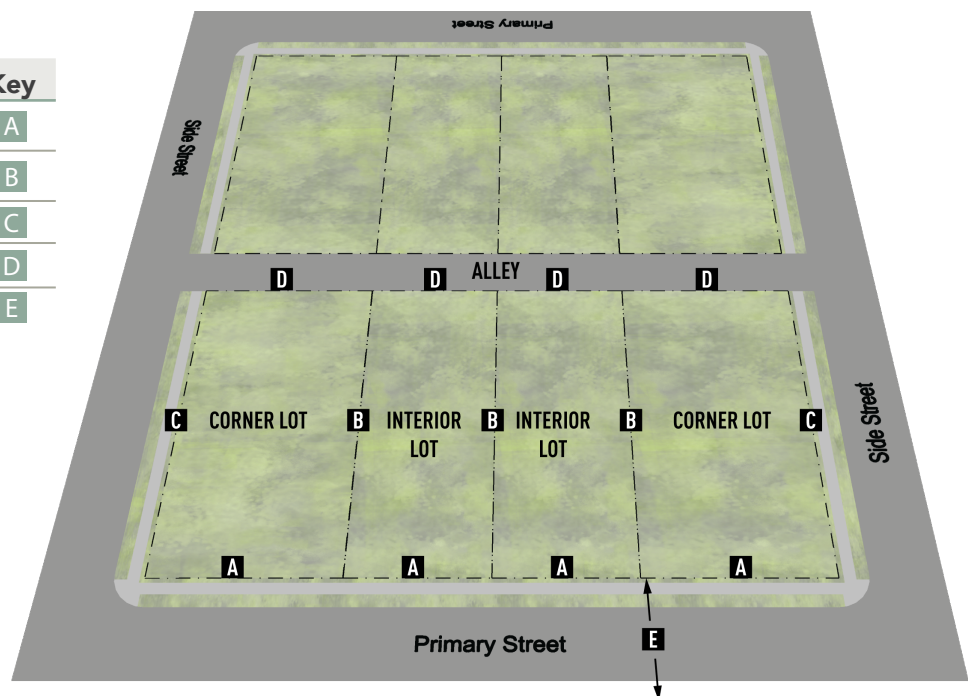 Primary Street
Key
A
B
C
D
E
Side Street
ALLEY
D
D
D
D
C
CORNER LOT
B
INTERIOR
LOT
B
INTERIOR
LOT
B
CORNER LOT
C
Side Street
A
A
A
A
Primary Street
E